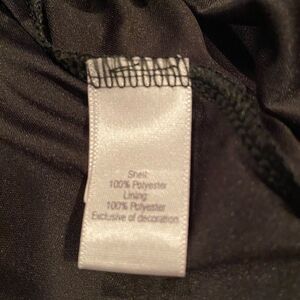 Shell:
100% Polyester
Lining:
100% Polyester
Exclusive of decoration